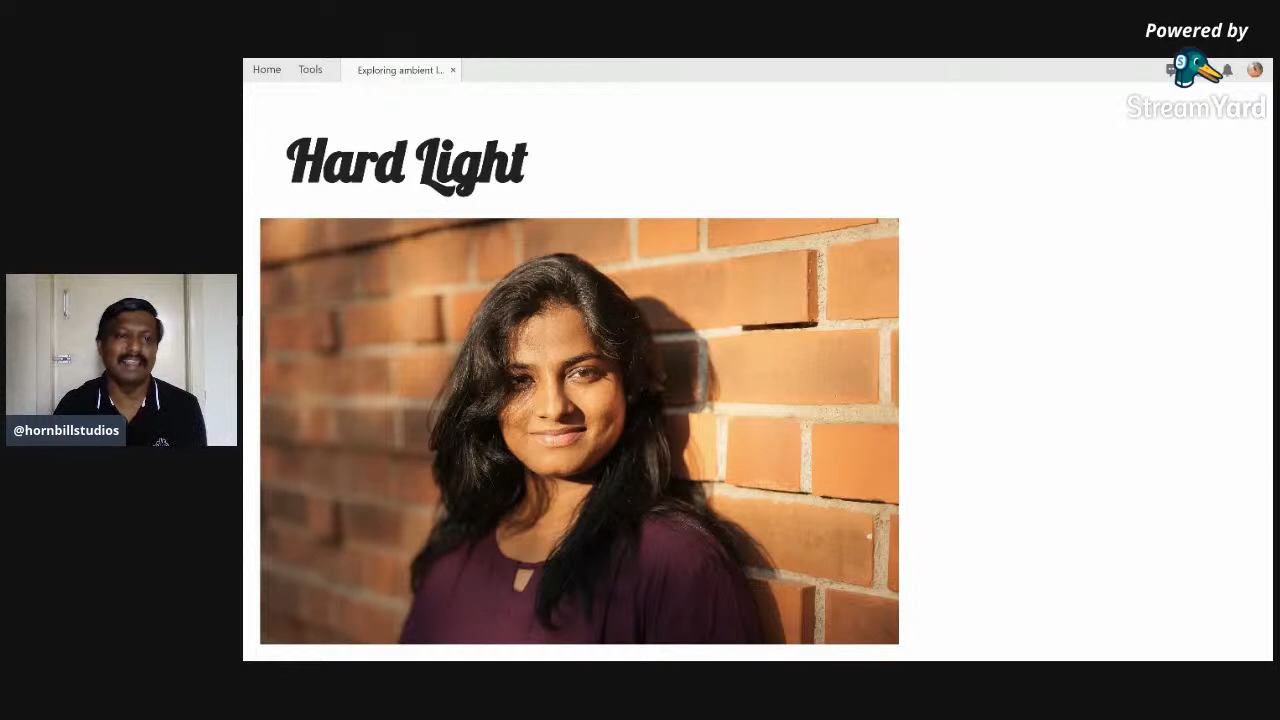 Powered by
StreamYard
Home
Tools
Exploring ambient l...
×
Hard Light
@hornbillstudios